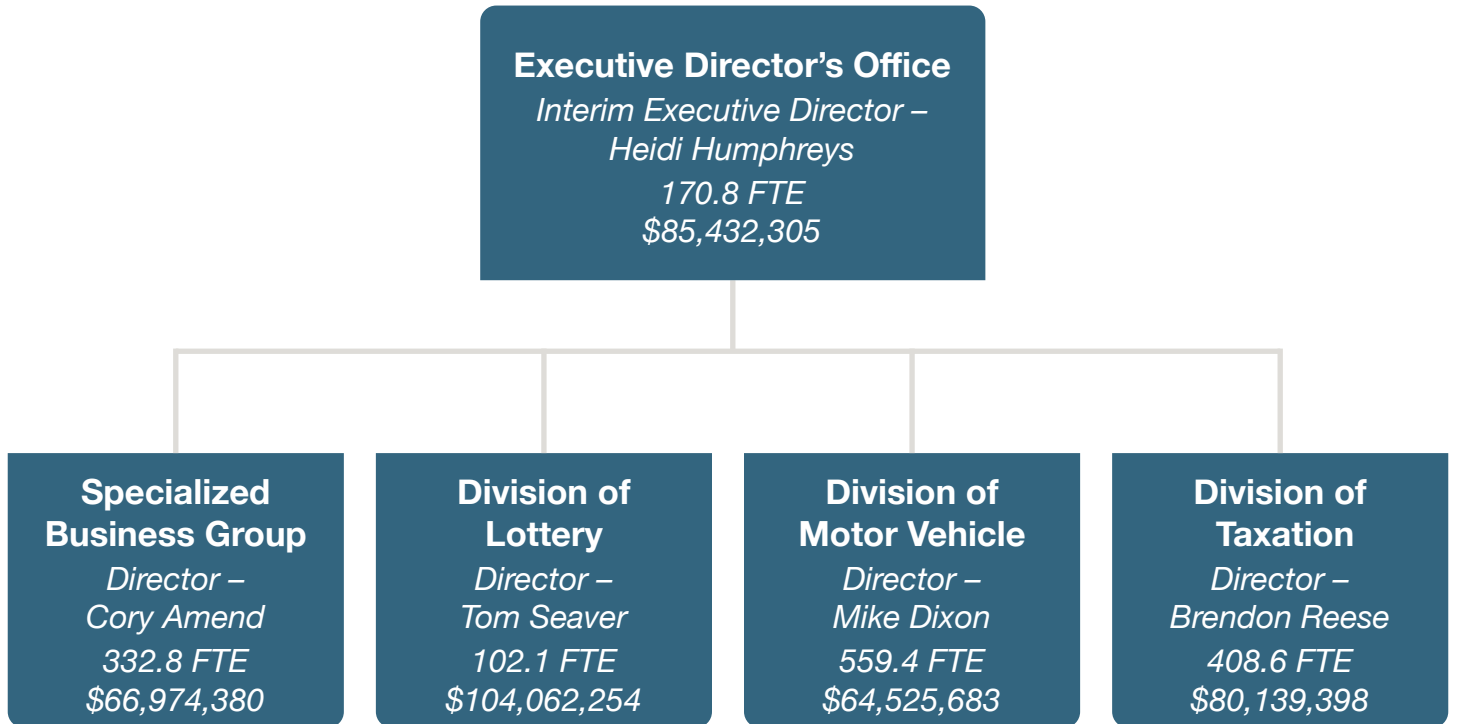 Executive Director’s Office
Interim Executive Director –
Heidi Humphreys
170.8 FTE
$85,432,305
Specialized
Business Group
Director –
Cory Amend
332.8 FTE
$66,974,380
Division of
Lottery
Director –
Tom Seaver
102.1 FTE
$104,062,254
Division of
Motor Vehicle
Director –
Mike Dixon
559.4 FTE
$64,525,683
Division of
Taxation
Director –
Brendon Reese
408.6 FTE
$80,139,398